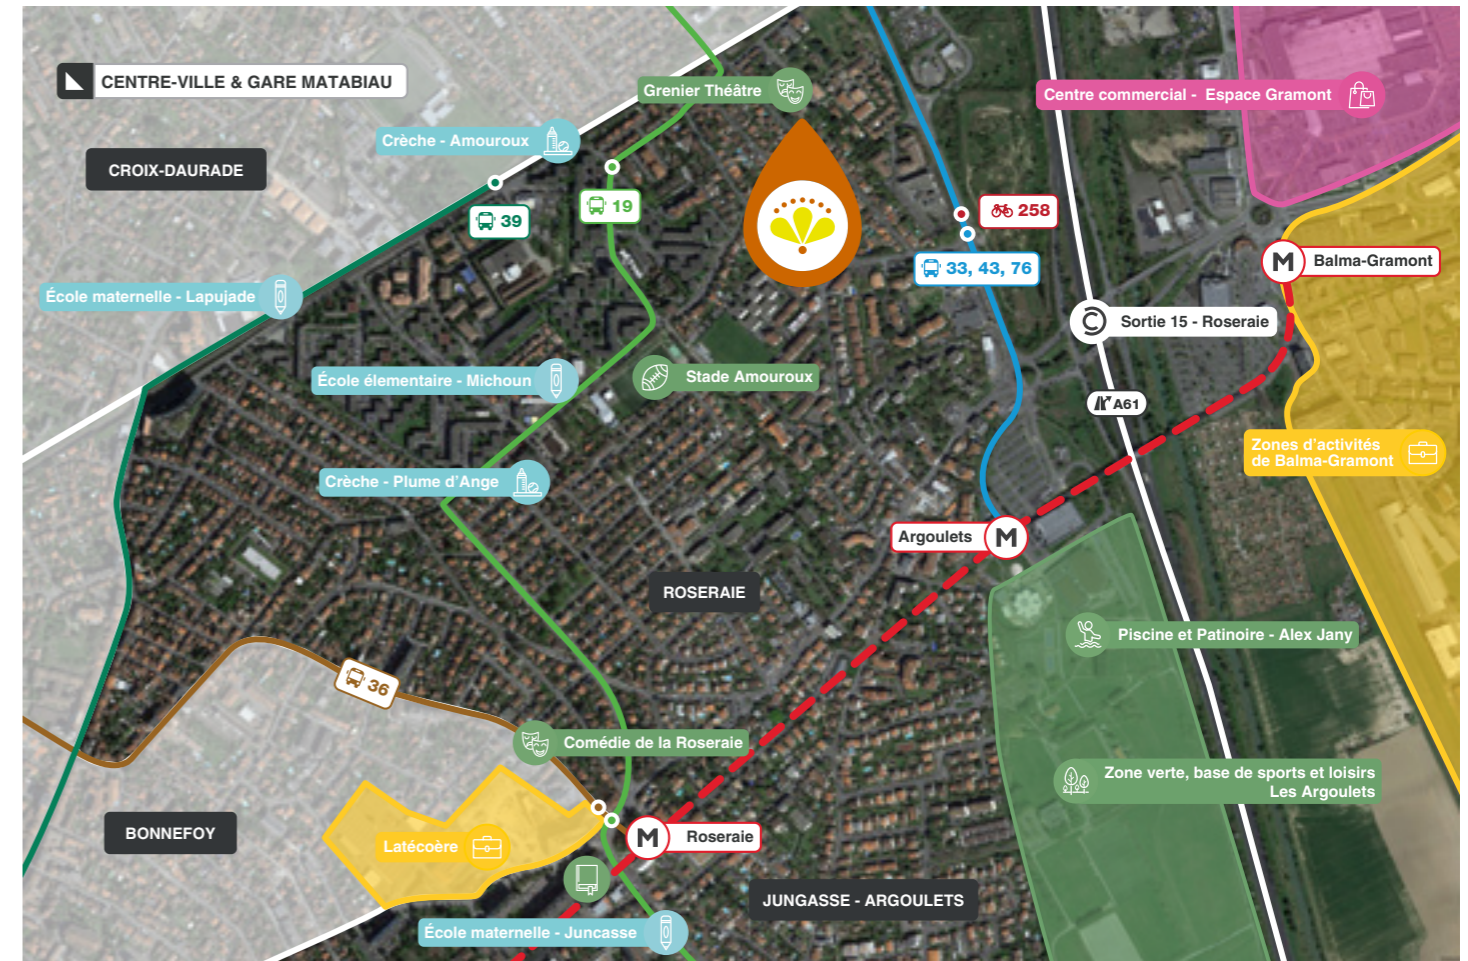 CENTRE-VILLE & GARE MATABIAU
Grenier Théâtre
Centre commercial - Espace Gramont
Crèche - Amouroux
CROIX-DAURADE
39
19
258
33, 43, 76
M
Balma-Gramont
École maternelle - Lapujade
Sortie 15 - Roseraie
École élementaire - Michoun
Stade Amouroux
A61
Zones d'activités
de Balma-Gramont
Crèche - Plume d'Ange
Argoulets
M
ROSERAIE
Piscine et Patinoire - Alex Jany
36
Comédie de la Roseraie
Zone verte, base de sports et loisirs
Les Argoulets
BONNEFOY
Latécoère
M
Roseraie
JUNGASSE - ARGOULETS
École maternelle - Juncasse